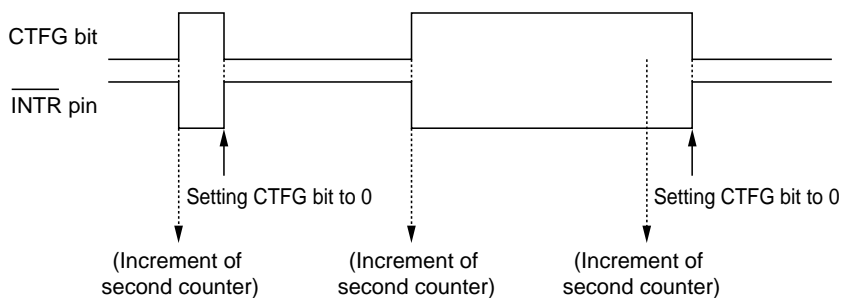 CTFG bit
INTR pin
Setting CTFG bit to 0
Setting CTFG bit to 0
(Increment of
second counter)
(Increment of
second counter)
(Increment of
second counter)